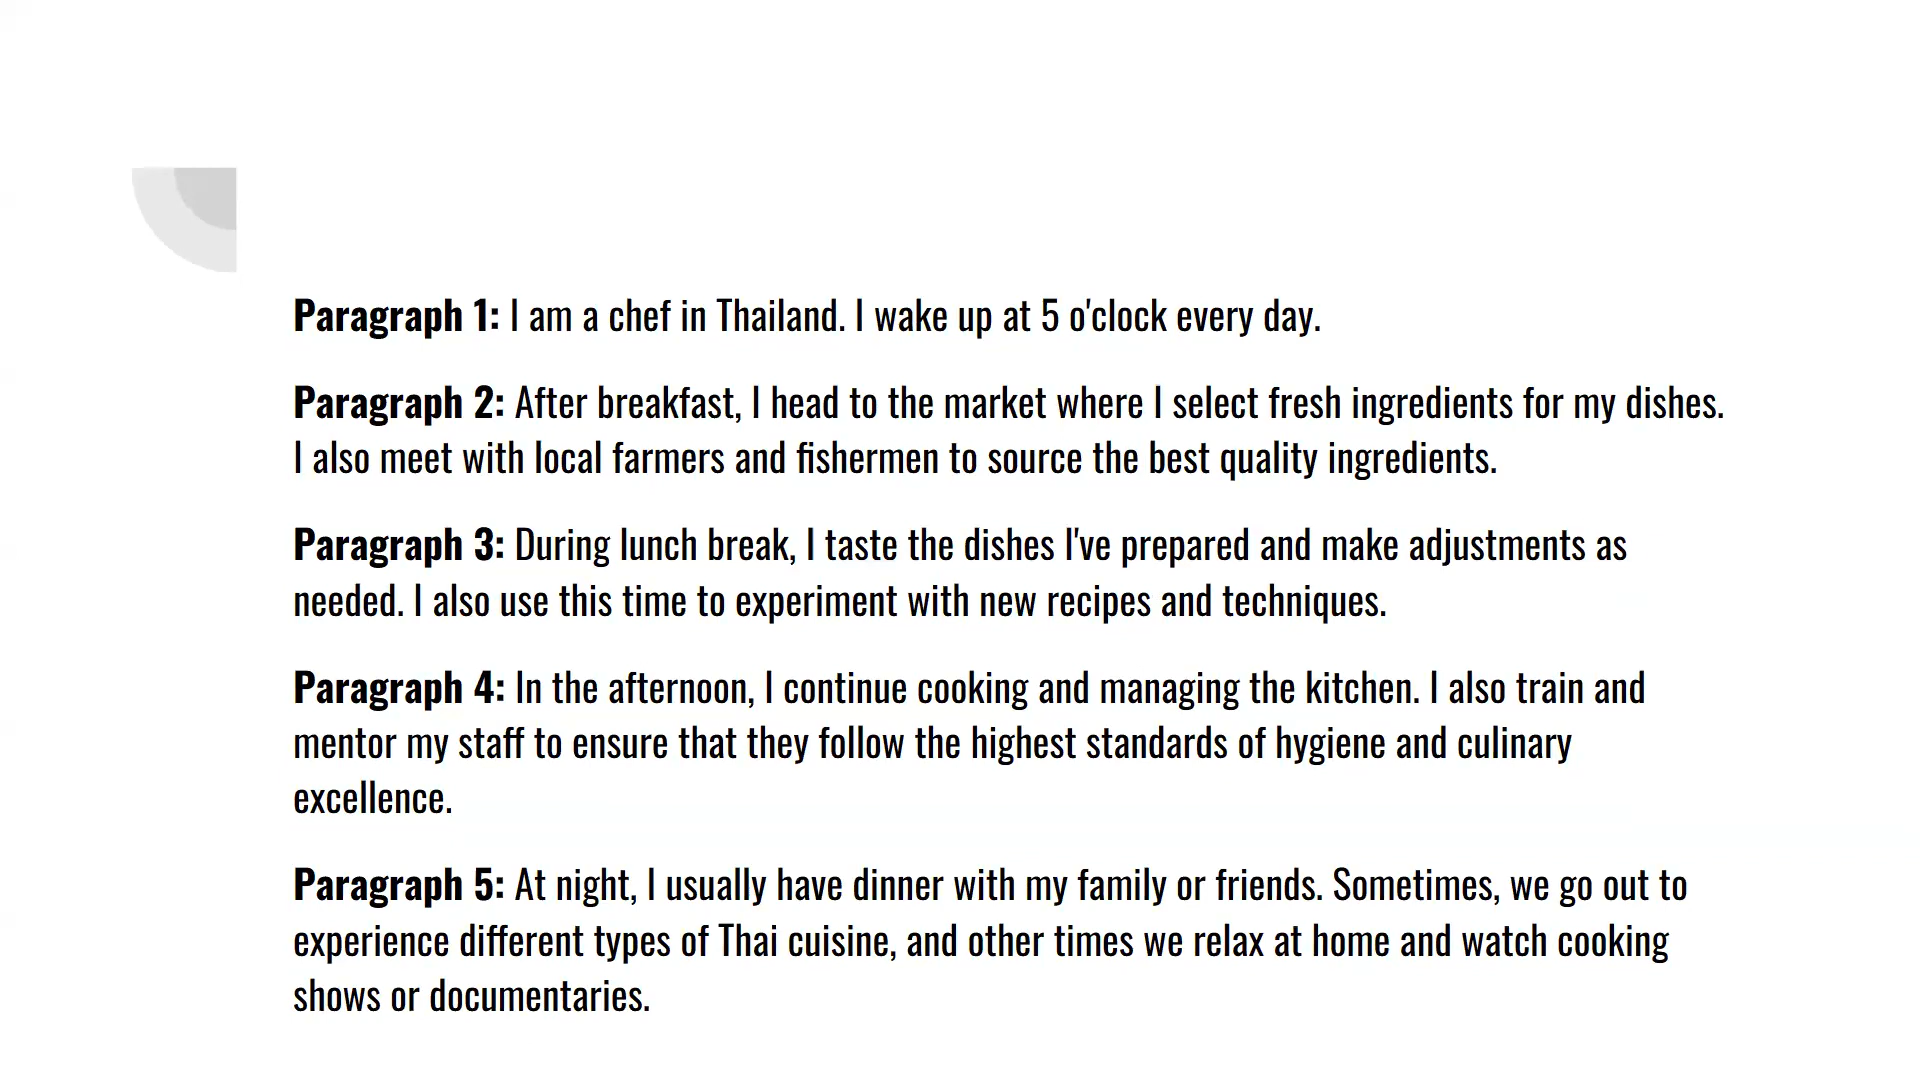 Paragraph 1: I am a chef in Thailand. I wake up at 5 o'clock every day.
Paragraph 2: After breakfast, I head to the market where I select fresh ingredients for my dishes.
I also meet with local farmers and fishermen to source the best quality ingredients.
Paragraph 3: During lunch break, I taste the dishes I've prepared and make adjustments as
needed. I also use this time to experiment with new recipes and techniques.
Paragraph 4: In the afternoon, I continue cooking and managing the kitchen. I also train and
mentor my staff to ensure that they follow the highest standards of hygiene and culinary
excellence.
Paragraph 5: At night, I usually have dinner with my family or friends. Sometimes, we go out to
experience different types of Thai cuisine, and other times we relax at home and watch cooking
shows or documentaries.